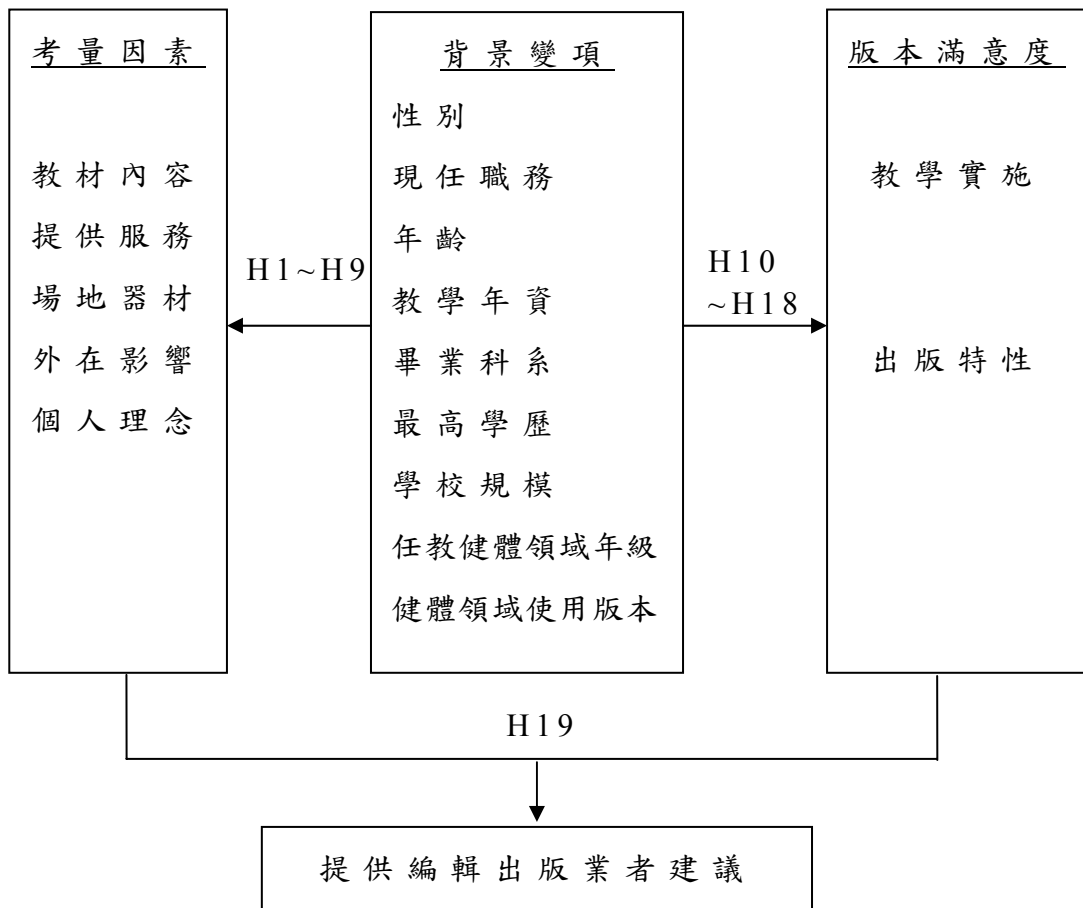 考量因素
教材內容
提供服務
場地器材
外在影響
個人理念
H1~H9
背景變項
性別
現任職務
年齡
教學年資
畢業科系
最高學歷
學校規模
任教健體領域年級
健體領域使用版本
H10
~H18
版本滿意度
教學實施
出版特性
H19
提供編輯出版業者建議